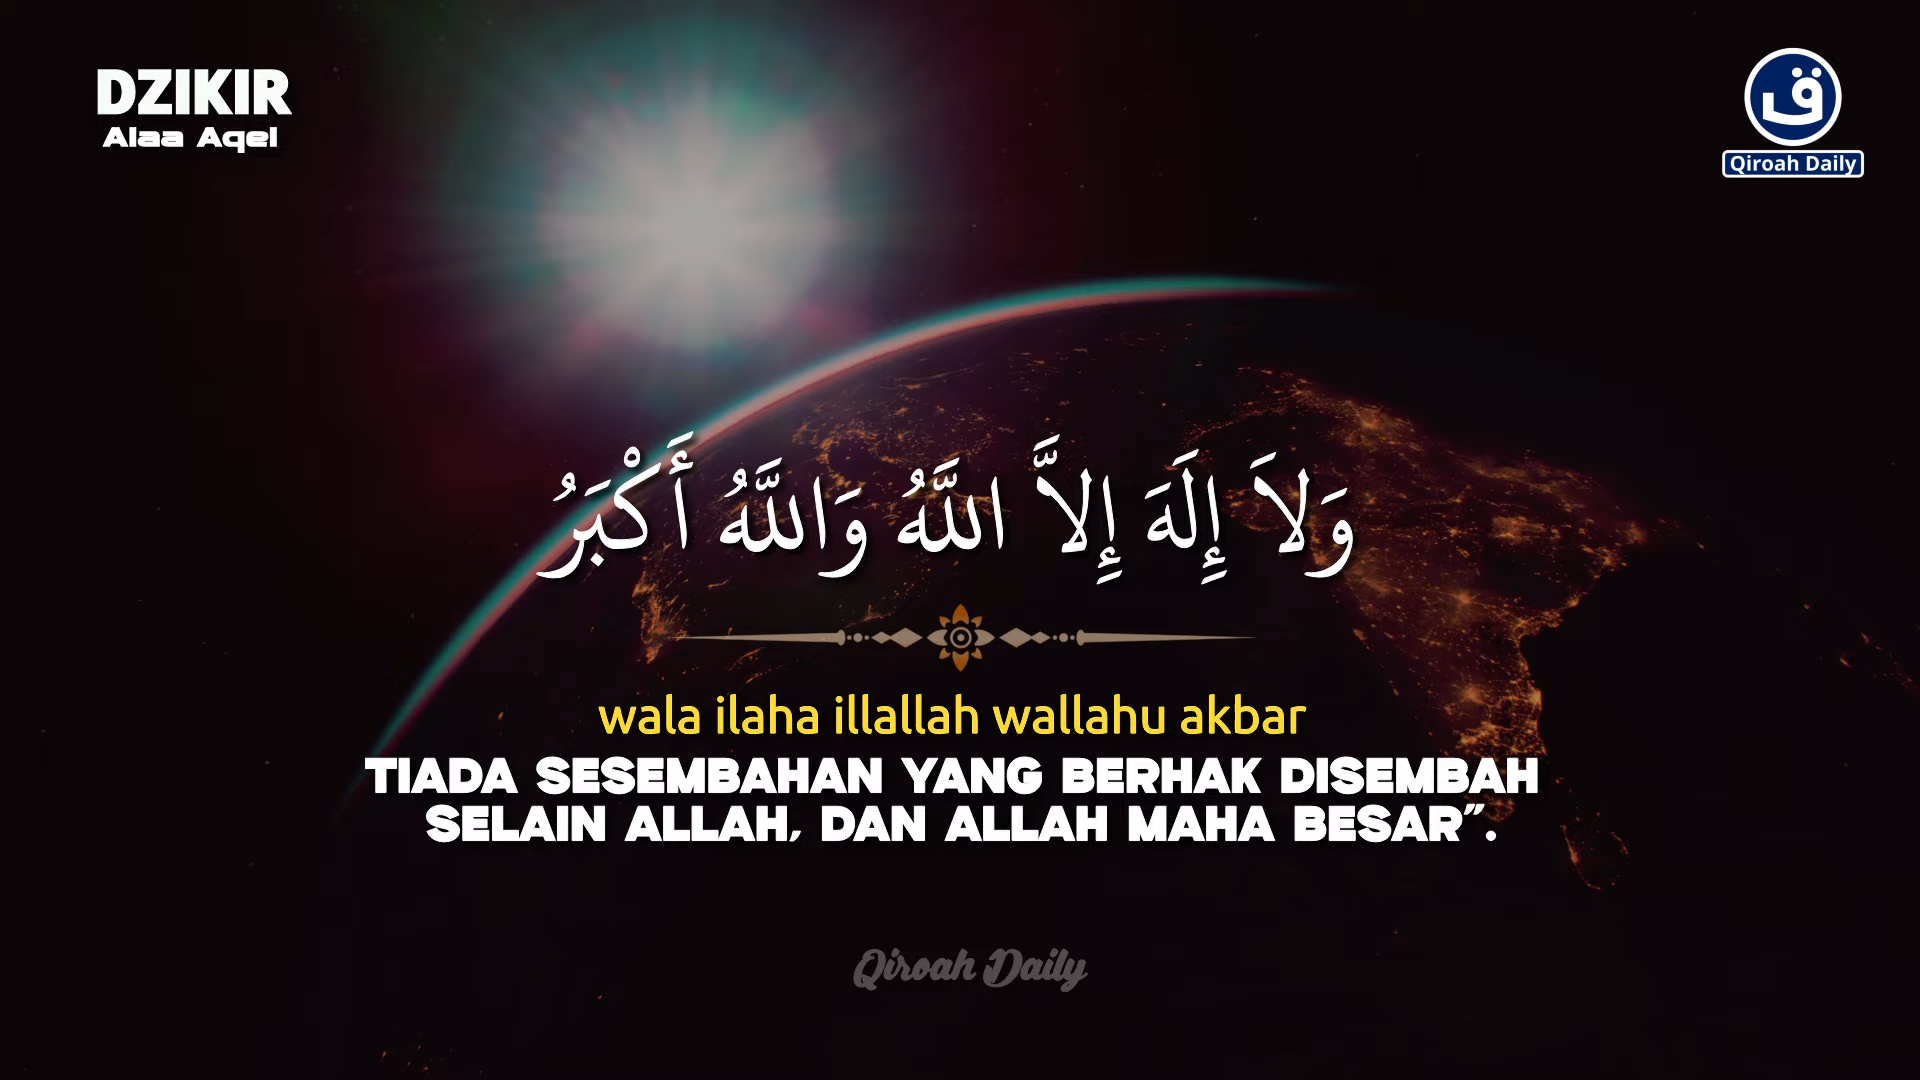 DZIKIR
Alaa Aqel
ق
Qiroah Daily
وَلاَ إِلَهَ إِلاَّ اللَّهُ وَاللَّهُ أَكْبَرُ
wala ilaha illallah wallahu akbar
TIADA SESEMBAHAN YANG BERHAK DISEMBAH
SELAIN ALLAH, DAN ALLAH MAHA BESAR”.
Qiroah Daily